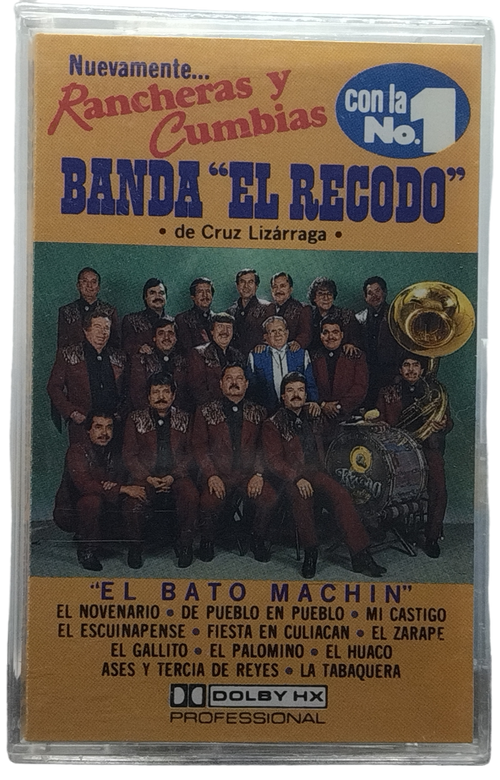 Nuevamente...
Rancheras y
Cumbias
con la
No. 1
BANDA "EL RECODO"
• de Cruz Lizárraga •
"EL BATO MACHIN"
EL NOVENARIO • DE PUEBLO EN PUEBLO • MI CASTIGO
EL ESCUINAPENSE • FIESTA EN CULIACAN • EL ZARAPE
EL GALLITO • EL PALOMINO • EL HUACO
ASES Y TERCIA DE REYES • LA TABAQUERA
DOLBY HX
PROFESSIONAL